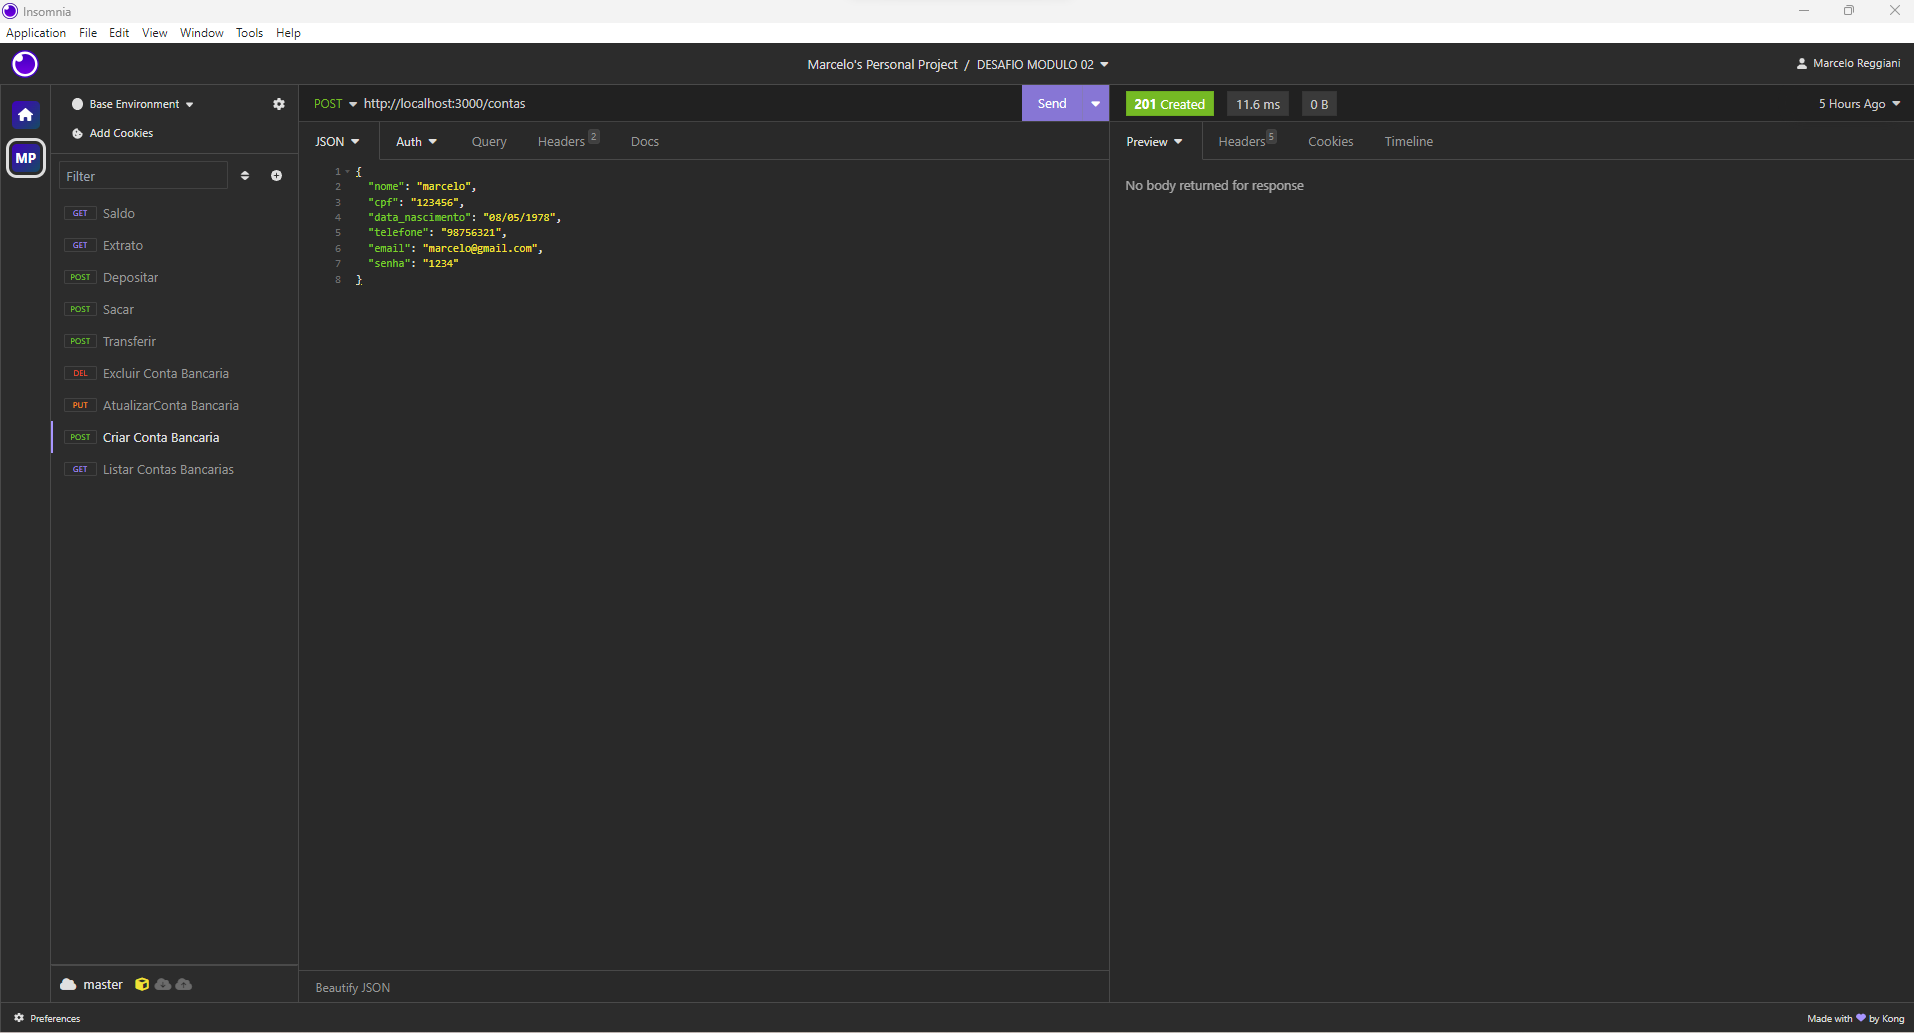 Insomnia
Application File Edit View Window Tools Help
Marcelo's Personal Project / DESAFIO MODULO 02
Marcelo Reggiani
MP
Base Environment
Add Cookies
Filter
GET Saldo
GET Extrato
POST Depositar
POST Sacar
POST Transferir
DEL Excluir Conta Bancaria
PUT AtualizarConta Bancaria
POST Criar Conta Bancaria
GET Listar Contas Bancarias
master
POST http://localhost:3000/contas
Send
JSON Auth Query Headers 2 Docs
1 {
2 "nome": "marcelo",
3 "cpf": "123456",
4 "data_nascimento": "08/05/1978",
5 "telefone": "98756321",
6 "email": "marcelo@gmail.com",
7 "senha": "1234"
8 }
Beautify JSON
201 Created 11.6 ms 0 B
5 Hours Ago
Preview Headers 5 Cookies Timeline
No body returned for response
Preferences
Made with 💜 by Kong